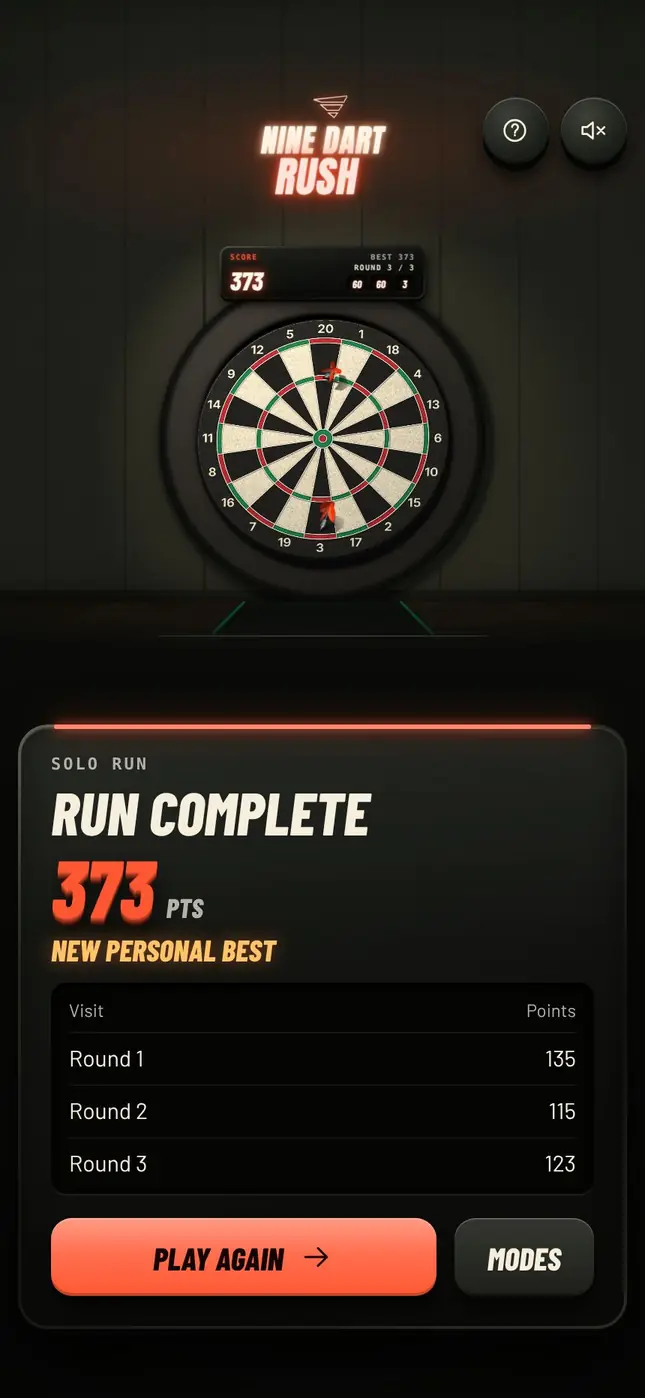 NINE DART
RUSH
SCORE
373
BEST 373
ROUND 3 / 3
60 60 3
20
1
18
4
13
6
10
15
2
17
3
19
7
16
8
11
14
9
12
5
SOLO RUN
RUN COMPLETE
373 PTS
NEW PERSONAL BEST
Visit Points
Round 1 135
Round 2 115
Round 3 123
PLAY AGAIN →
MODES